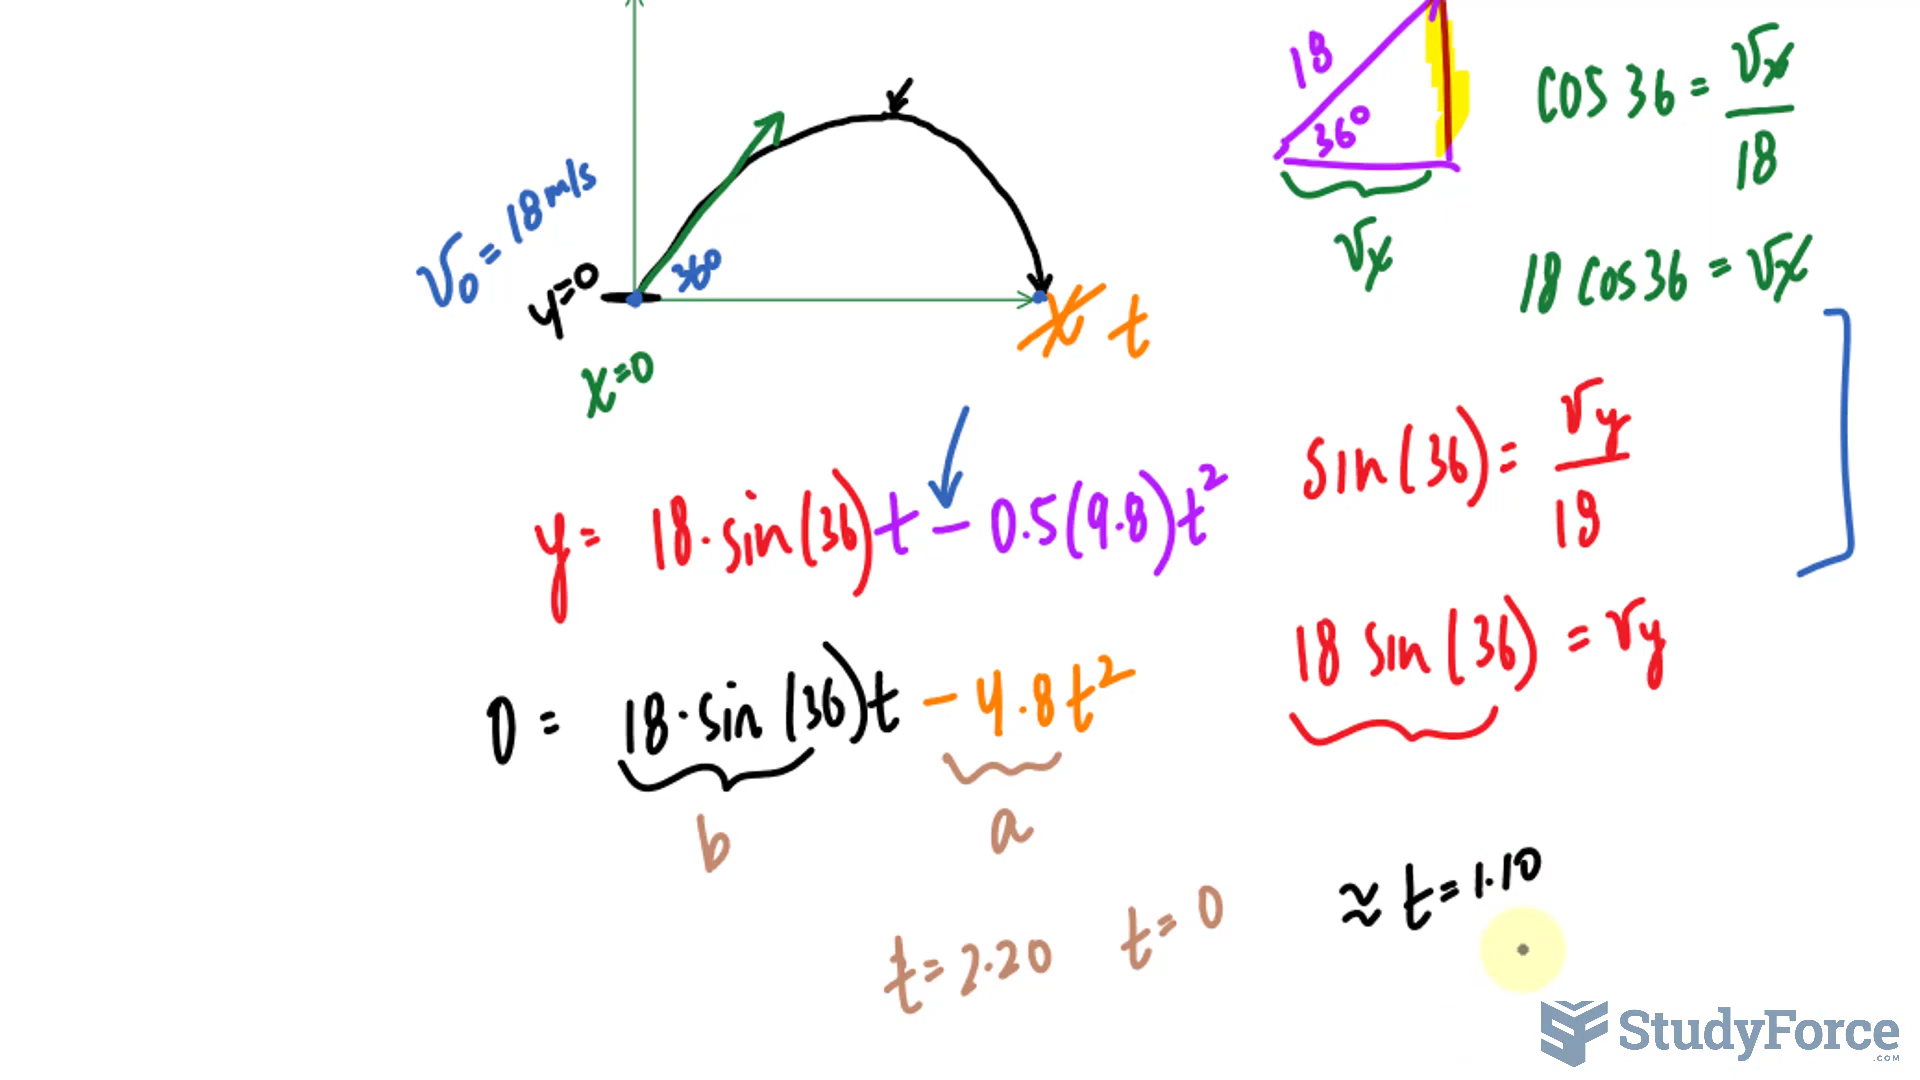 v₀ = 18 m/s
36°
y=0
x=0
x t
18
36°
vx
cos 36 = vx/18
18 cos 36 = vx
sin(36) = vy/18
18 sin(36) = vy
y = 18·sin(36)t - 0.5(9.8)t²
0 = 18·sin(36)t - 4.8t²
b
a
t = 2.20
t = 0
≈ t = 1.10
StudyForce
.COM